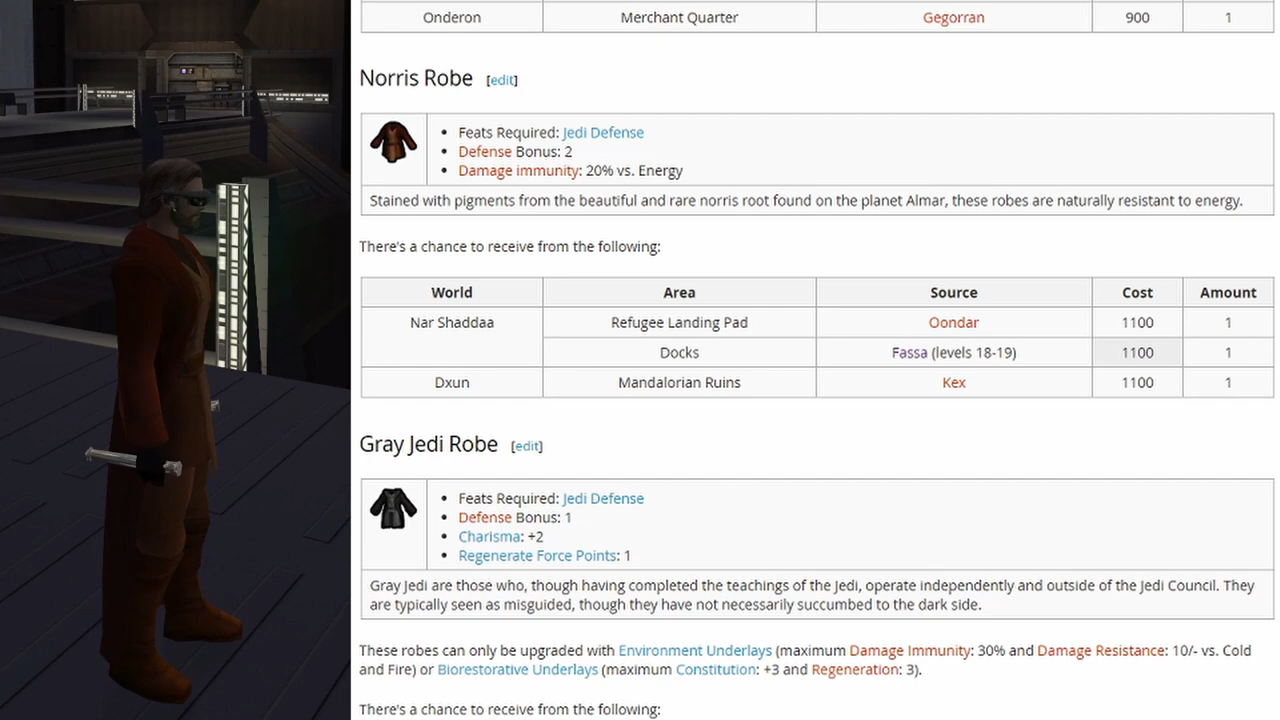 Onderon Merchant Quarter Gegorran 900 1
Norris Robe [edit]
• Feats Required: Jedi Defense
• Defense Bonus: 2
• Damage immunity: 20% vs. Energy
Stained with pigments from the beautiful and rare norris root found on the planet Almar, these robes are naturally resistant to energy.
There's a chance to receive from the following:
World Area Source Cost Amount
Nar Shaddaa Refugee Landing Pad Oondar 1100 1
Docks Fassa (levels 18-19) 1100 1
Dxun Mandalorian Ruins Kex 1100 1
Gray Jedi Robe [edit]
• Feats Required: Jedi Defense
• Defense Bonus: 1
• Charisma: +2
• Regenerate Force Points: 1
Gray Jedi are those who, though having completed the teachings of the Jedi, operate independently and outside of the Jedi Council. They
are typically seen as misguided, though they have not necessarily succumbed to the dark side.
These robes can only be upgraded with Environment Underlays (maximum Damage Immunity: 30% and Damage Resistance: 10/- vs. Cold
and Fire) or Biorestorative Underlays (maximum Constitution: +3 and Regeneration: 3).
There's a chance to receive from the following: